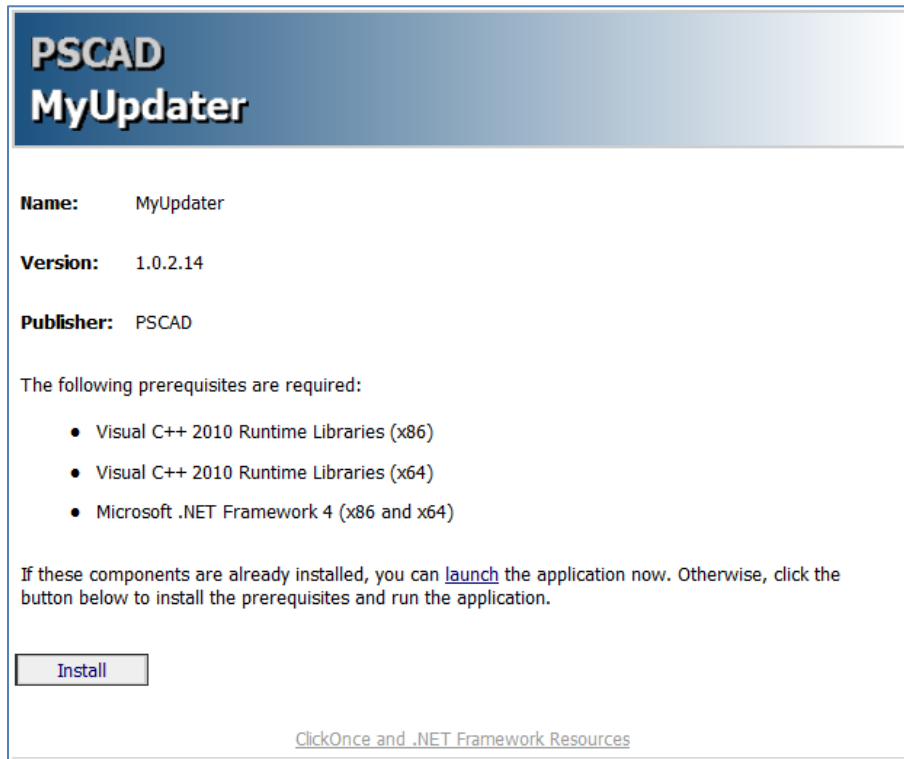 PSCAD
MyUpdater
Name: MyUpdater
Version: 1.0.2.14
Publisher: PSCAD
The following prerequisites are required:
• Visual C++ 2010 Runtime Libraries (x86)
• Visual C++ 2010 Runtime Libraries (x64)
• Microsoft .NET Framework 4 (x86 and x64)
If these components are already installed, you can launch the application now. Otherwise, click the
button below to install the prerequisites and run the application.
Install
ClickOnce and .NET Framework Resources